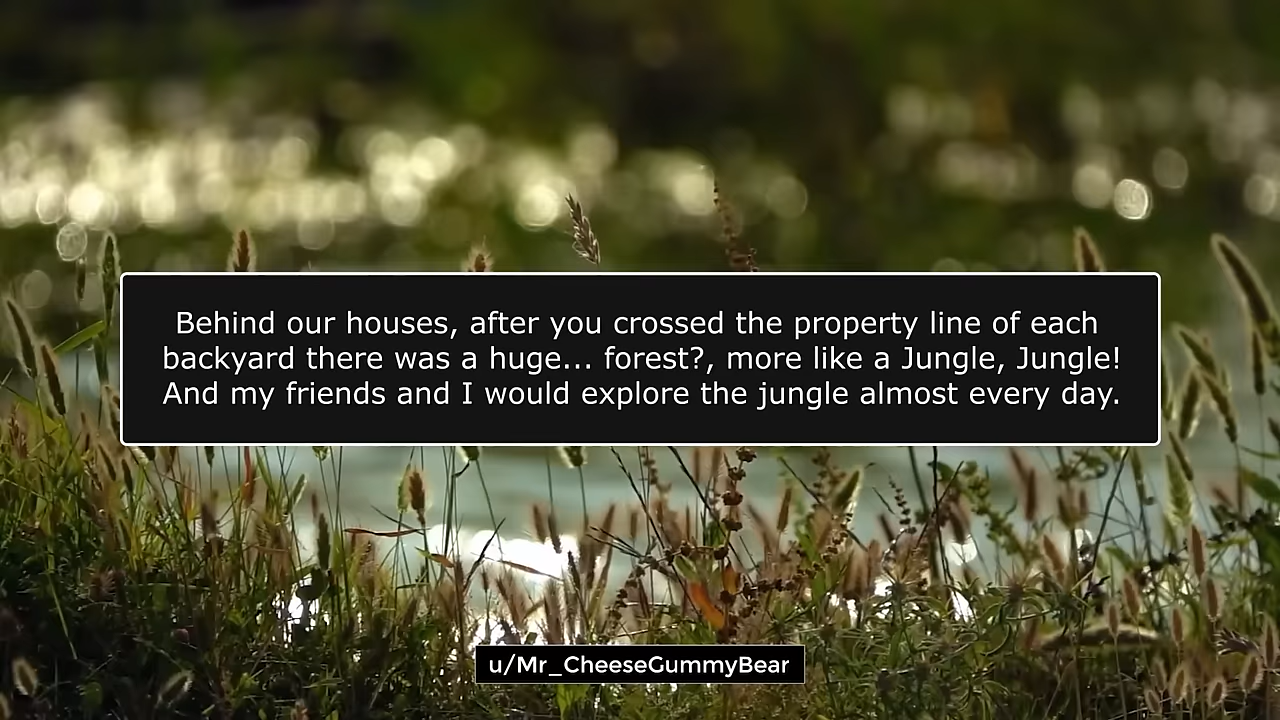 Behind our houses, after you crossed the property line of each
backyard there was a huge... forest?, more like a Jungle, Jungle!
And my friends and I would explore the jungle almost every day.
u/Mr_CheeseGummyBear